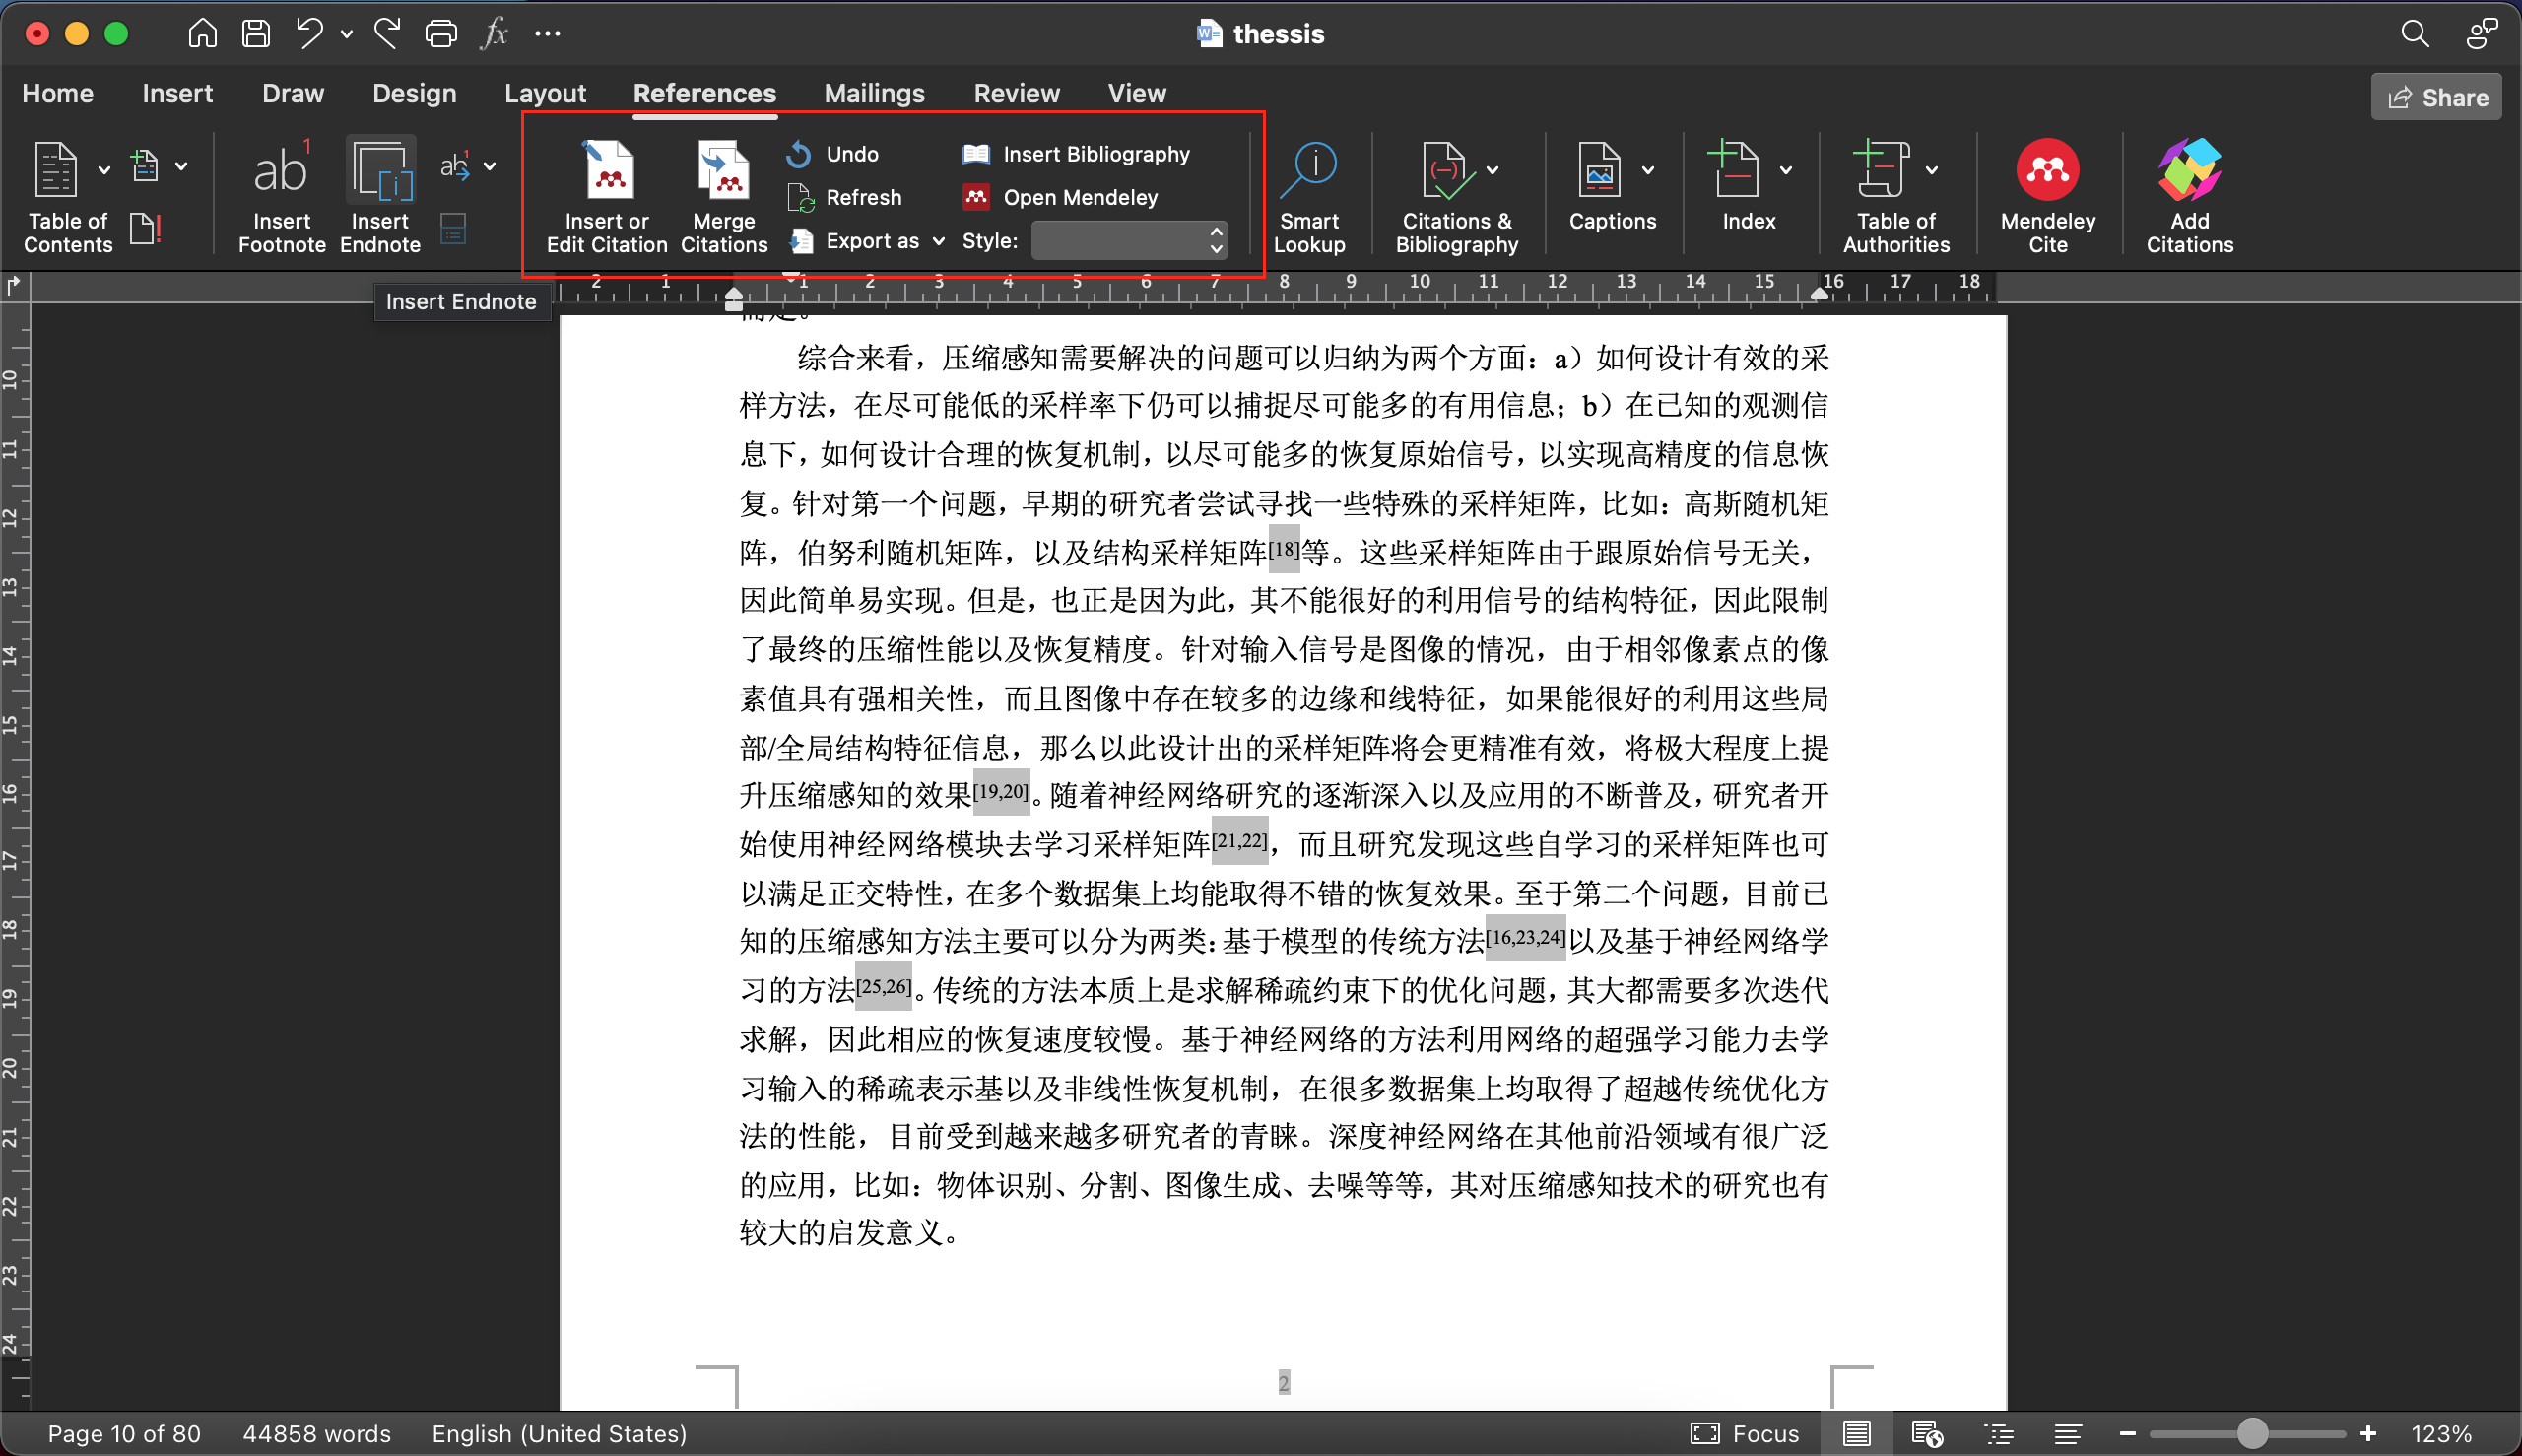 thessis
Home Insert Draw Design Layout References Mailings Review View
Share
Table of Contents
Insert Footnote
Insert Endnote
Insert or Edit Citation
Merge Citations
Undo
Refresh
Export as
Insert Bibliography
Open Mendeley
Style:
Smart Lookup
Citations & Bibliography
Captions
Index
Table of Authorities
Mendeley Cite
Add Citations
Insert Endnote
2 1 1 2 3 4 5 6 7 8 9 10 11 12 13 14 15 16 17 18
综合来看，压缩感知需要解决的问题可以归纳为两个方面：a）如何设计有效的采
样方法，在尽可能低的采样率下仍可以捕捉尽可能多的有用信息；b）在已知的观测信
息下，如何设计合理的恢复机制，以尽可能多的恢复原始信号，以实现高精度的信息恢
复。针对第一个问题，早期的研究者尝试寻找一些特殊的采样矩阵，比如：高斯随机矩
阵，伯努利随机矩阵，以及结构采样矩阵[18]等。这些采样矩阵由于跟原始信号无关，
因此简单易实现。但是，也正是因为此，其不能很好的利用信号的结构特征，因此限制
了最终的压缩性能以及恢复精度。针对输入信号是图像的情况，由于相邻像素点的像
素值具有强相关性，而且图像中存在较多的边缘和线特征，如果能很好的利用这些局
部/全局结构特征信息，那么以此设计出的采样矩阵将会更精准有效，将极大程度上提
升压缩感知的效果[19,20]。随着神经网络研究的逐渐深入以及应用的不断普及，研究者开
始使用神经网络模块去学习采样矩阵[21,22]，而且研究发现这些自学习的采样矩阵也可
以满足正交特性，在多个数据集上均能取得不错的恢复效果。至于第二个问题，目前已
知的压缩感知方法主要可以分为两类：基于模型的传统方法[16,23,24]以及基于神经网络学
习的方法[25,26]。传统的方法本质上是求解稀疏约束下的优化问题，其大都需要多次迭代
求解，因此相应的恢复速度较慢。基于神经网络的方法利用网络的超强学习能力去学
习输入的稀疏表示基以及非线性恢复机制，在很多数据集上均取得了超越传统优化方
法的性能，目前受到越来越多研究者的青睐。深度神经网络在其他前沿领域有很广泛
的应用，比如：物体识别、分割、图像生成、去噪等等，其对压缩感知技术的研究也有
较大的启发意义。
2
10
11
12
13
14
15
16
17
18
19
20
21
22
23
24
Page 10 of 80 44858 words English (United States)
Focus
123%